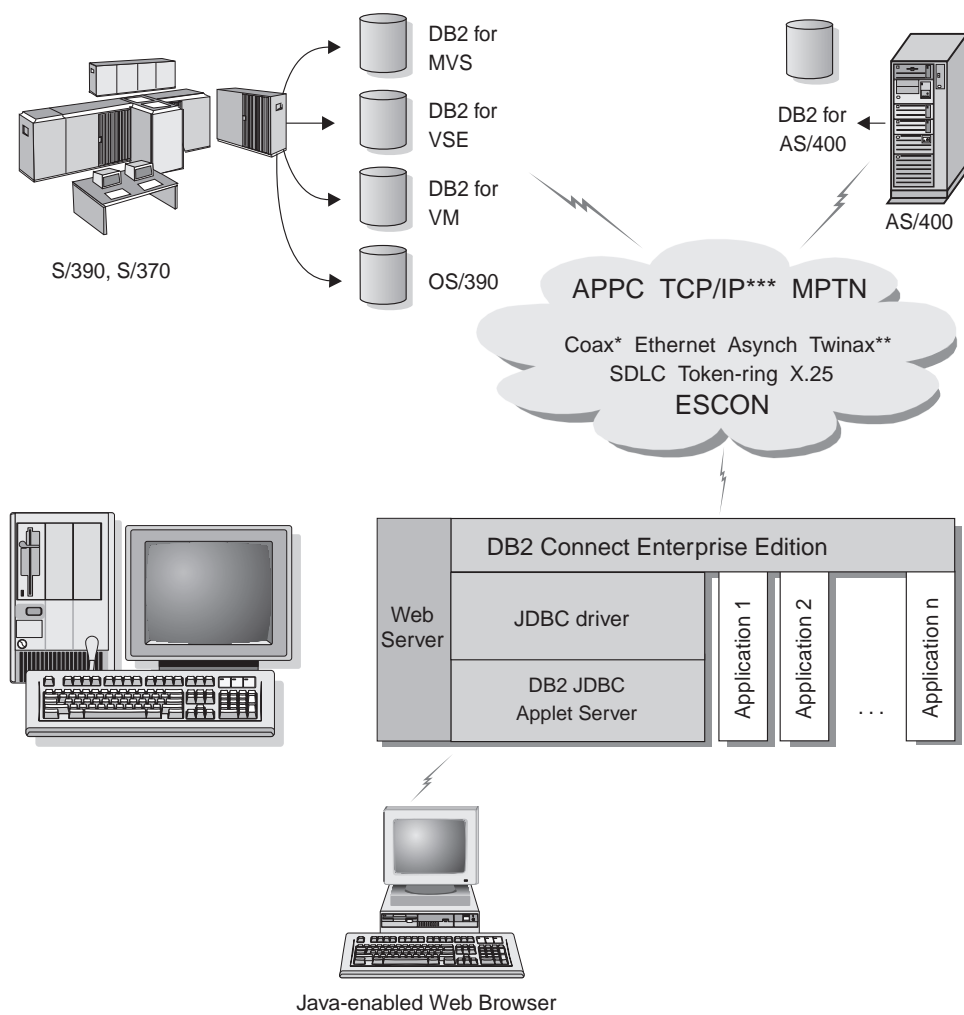 DB2 for
MVS
DB2 for
VSE
DB2 for
VM
OS/390
S/390, S/370
DB2 for
AS/400
AS/400
APPC TCP/IP*** MPTN
Coax* Ethernet Asynch Twinax**
SDLC Token-ring X.25
ESCON
DB2 Connect Enterprise Edition
Web
Server
JDBC driver
DB2 JDBC
Applet Server
Application 1
Application 2
. . .
Application n
Java-enabled Web Browser